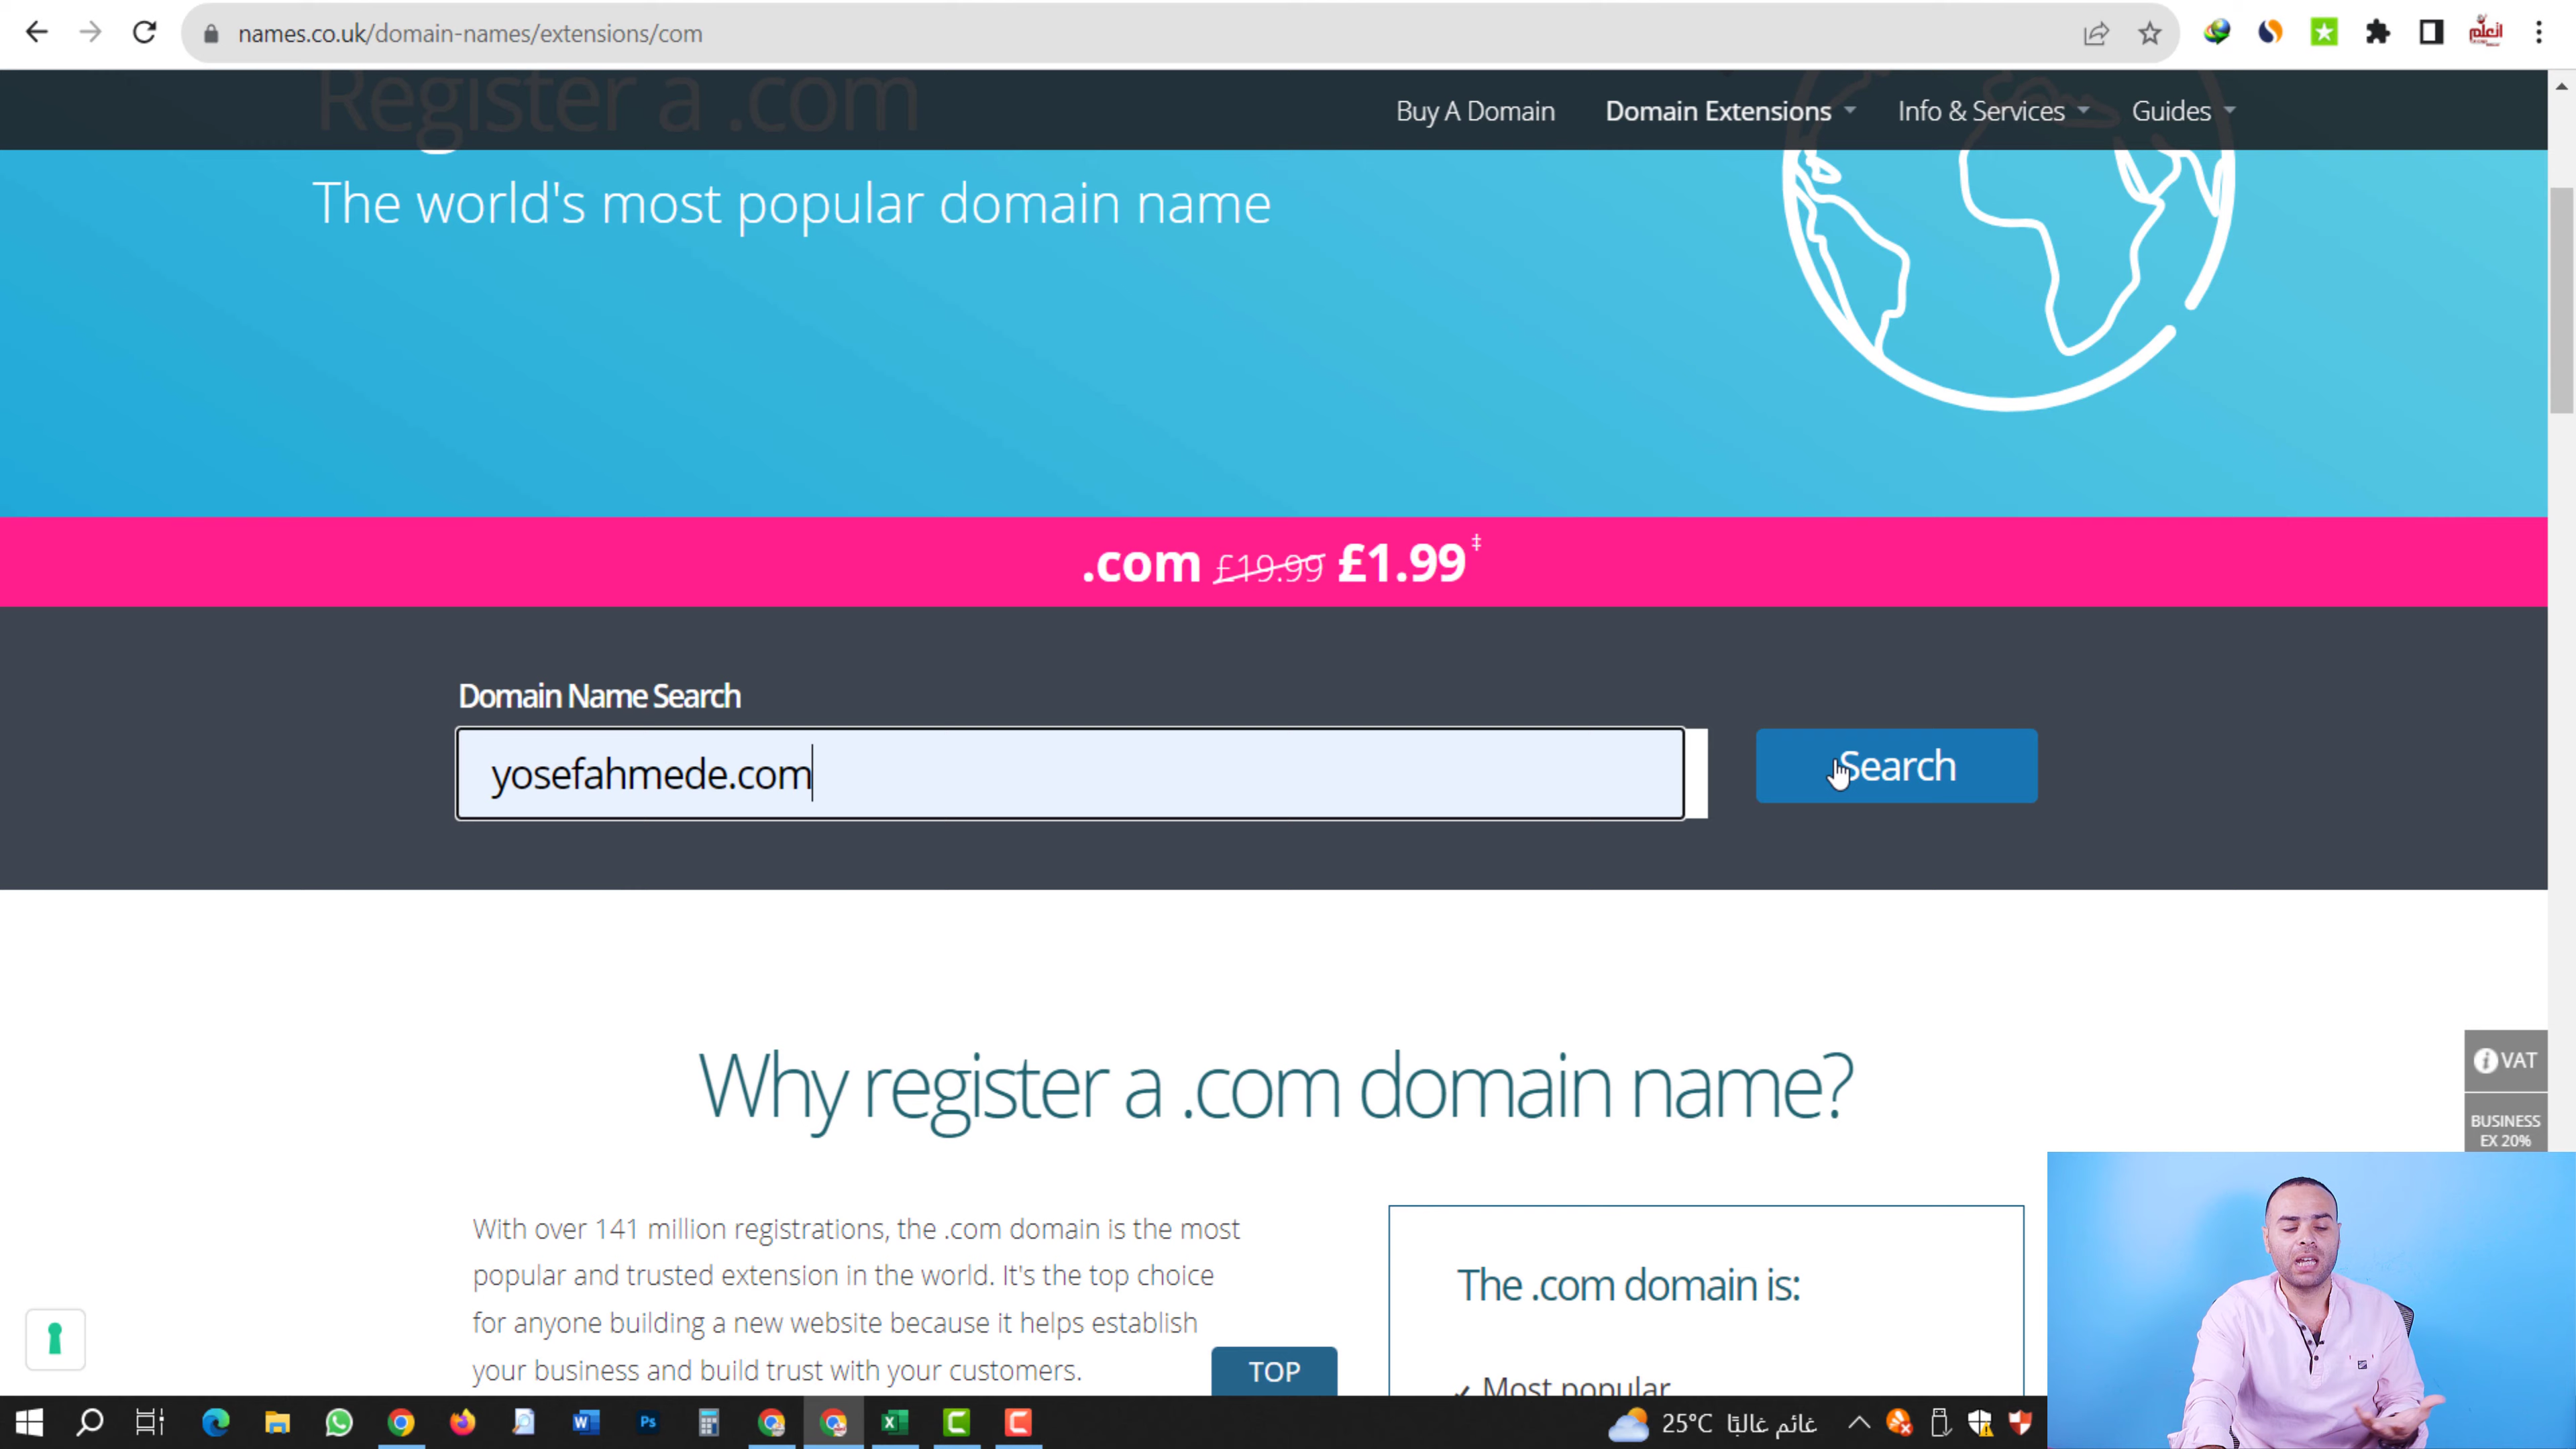 names.co.uk/domain-names/extensions/com
Register a .com
Buy A Domain
Domain Extensions
Info & Services
Guides
The world's most popular domain name
.com £19.99 £1.99‡
Domain Name Search
yosefahmede.com
Search
Why register a .com domain name?
VAT
BUSINESS
EX 20%
With over 141 million registrations, the .com domain is the most
popular and trusted extension in the world. It's the top choice
for anyone building a new website because it helps establish
your business and build trust with your customers.
TOP
The .com domain is:
✓ Most popular
25°C غائم غالبًا